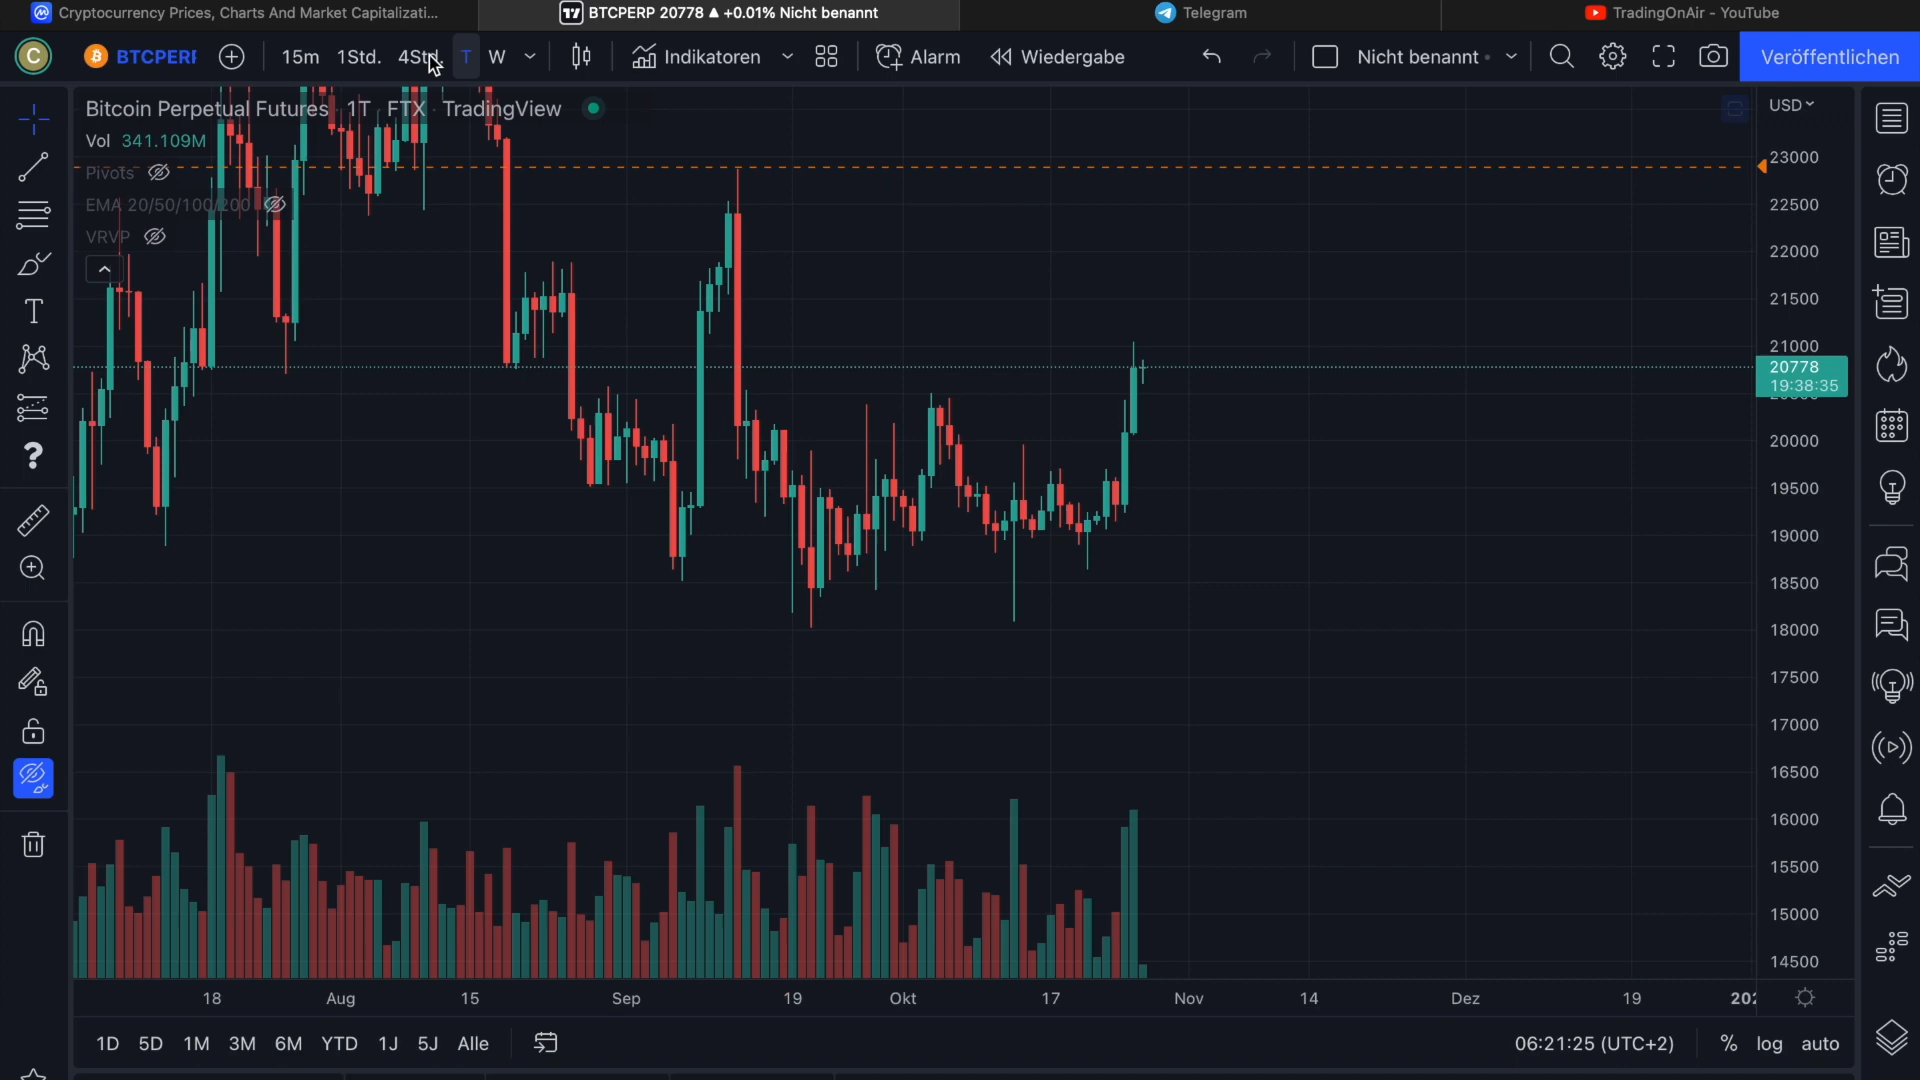 Cryptocurrency Prices, Charts And Market Capitalizati...
BTCPERP 20778 ▲ +0.01% Nicht benannt
Telegram
TradingOnAir - YouTube
C
BTCPERP
15m
1Std.
4Std.
T
W
Indikatoren
Alarm
Wiedergabe
Nicht benannt
Veröffentlichen
Bitcoin Perpetual Futures · 1T · FTX · TradingView
USD
Vol 341.109M
Pivots
EMA 20/50/100/200
VRVP
23000
22500
22000
21500
21000
20778
19:38:35
20000
19500
19000
18500
18000
17500
17000
16500
16000
15500
15000
14500
18
Aug
15
Sep
19
Okt
17
Nov
14
Dez
19
1D
5D
1M
3M
6M
YTD
1J
5J
Alle
06:21:25 (UTC+2)
%
log
auto